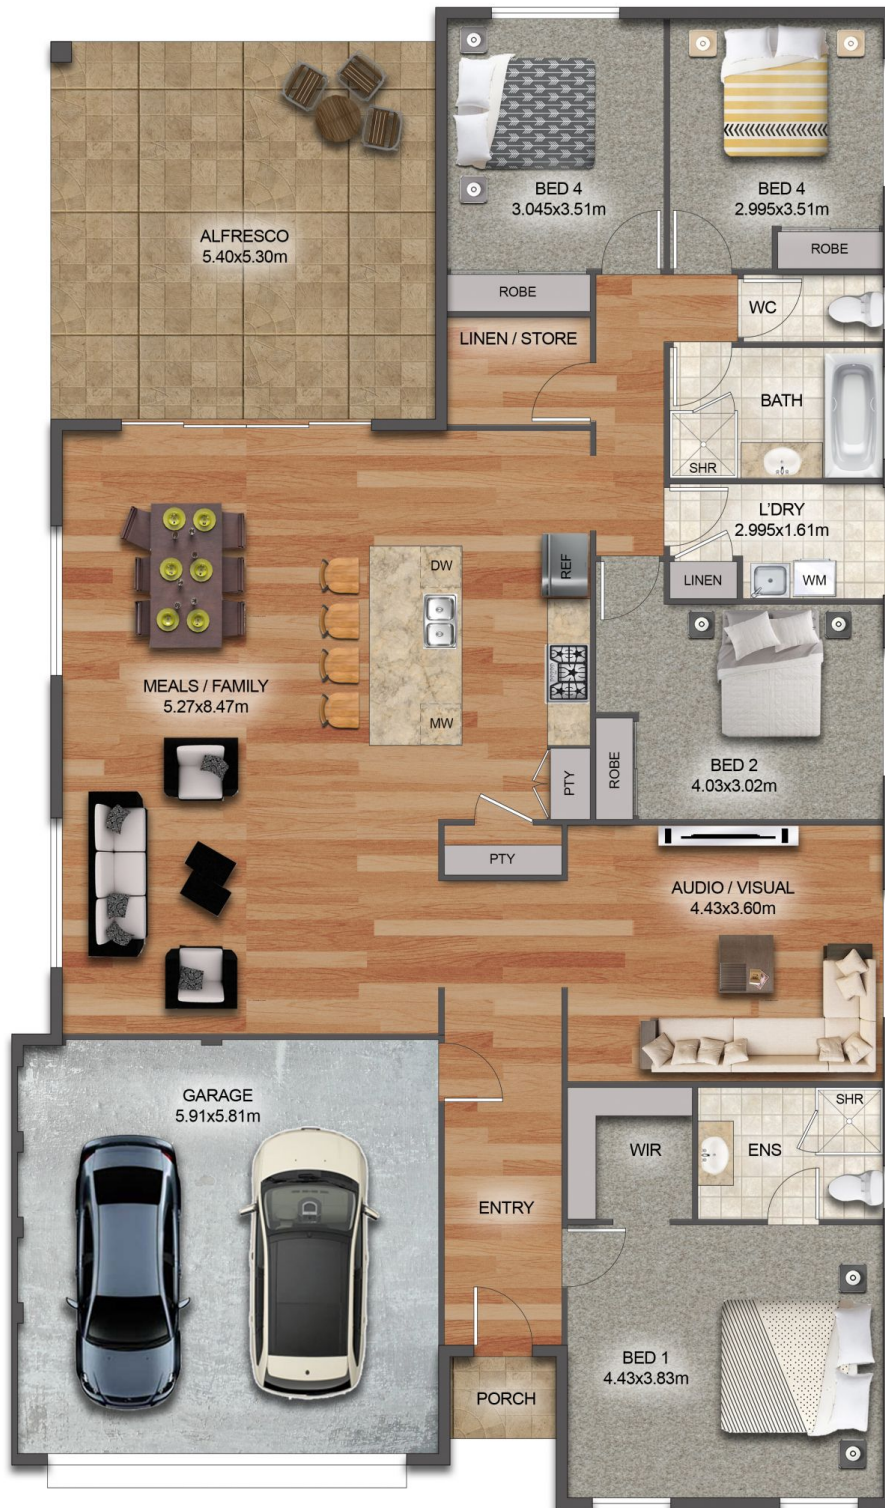 BED 4
3.045x3.51m
BED 4
2.995x3.51m
ALFRESCO
5.40x5.30m
ROBE
ROBE
WC
LINEN / STORE
BATH
SHR
L'DRY
2.995x1.61m
DW
REF
LINEN
WM
MEALS / FAMILY
5.27x8.47m
MW
BED 2
4.03x3.02m
ROBE
PTY
PTY
AUDIO / VISUAL
4.43x3.60m
GARAGE
5.91x5.81m
SHR
WIR
ENS
ENTRY
BED 1
4.43x3.83m
PORCH